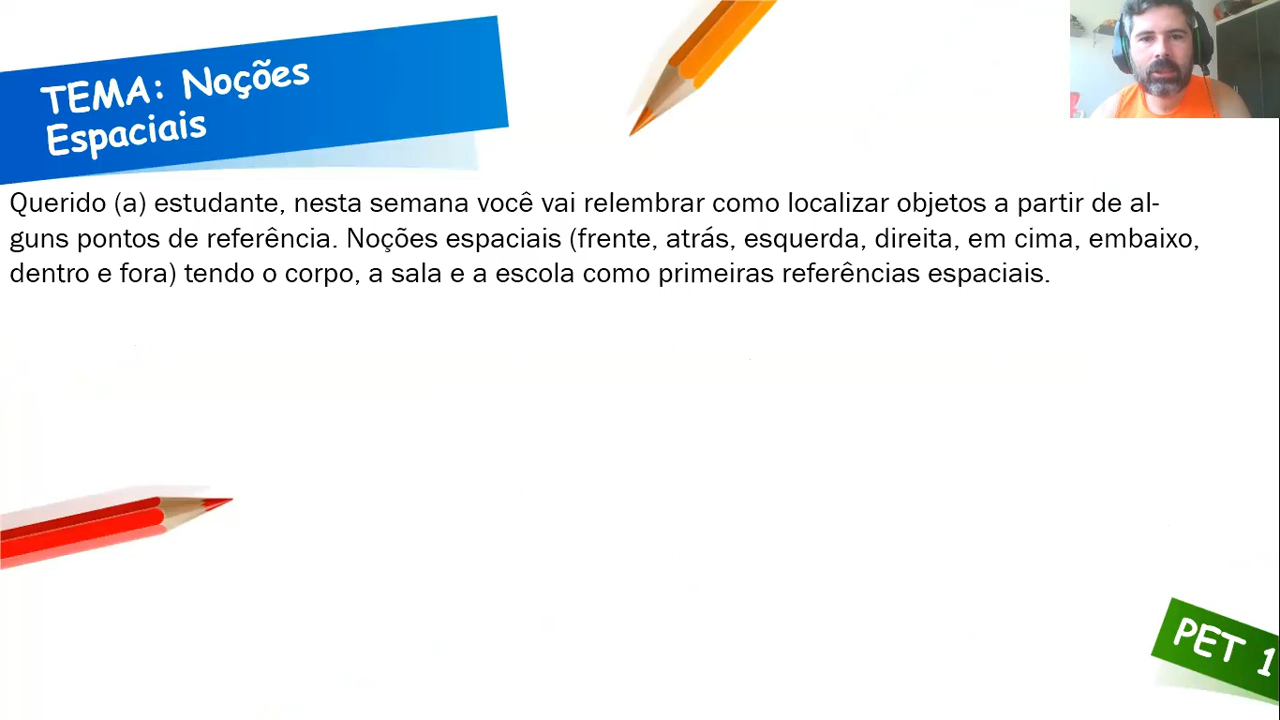 TEMA: Noções
Espaciais
Querido (a) estudante, nesta semana você vai relembrar como localizar objetos a partir de al-
guns pontos de referência. Noções espaciais (frente, atrás, esquerda, direita, em cima, embaixo,
dentro e fora) tendo o corpo, a sala e a escola como primeiras referências espaciais.
PET 1